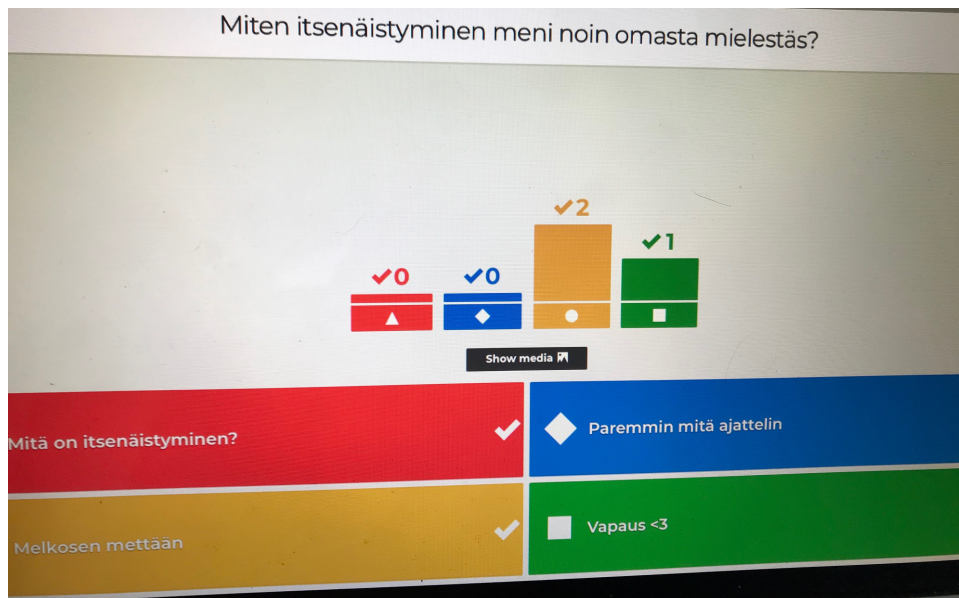 Miten itsenäistyminen meni noin omasta mielestäs?
0
0
2
1
Show media
Mitä on itsenäistyminen?
Paremmin mitä ajattelin
Melkosen mettään
Vapaus <3